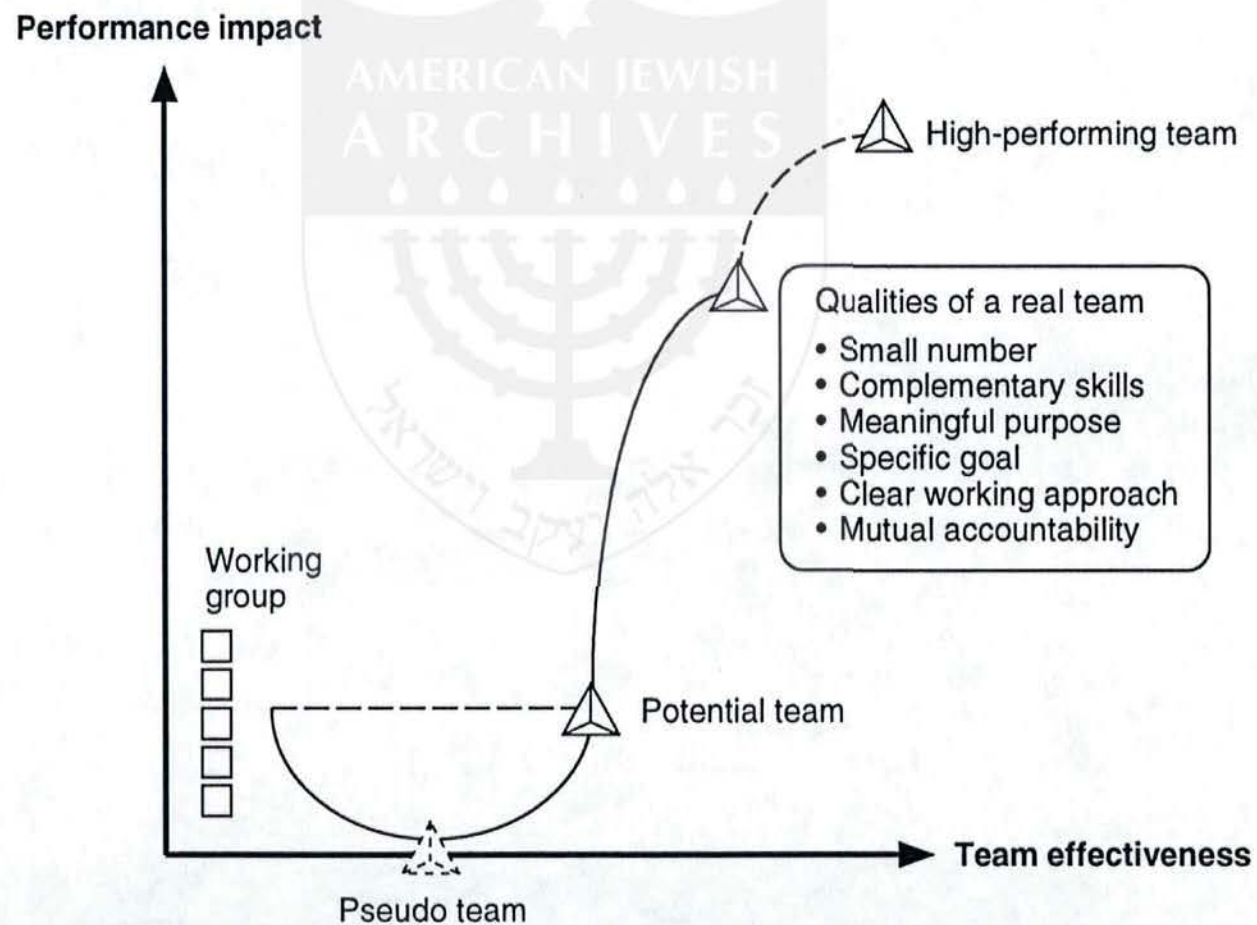 Performance impact
AMERICAN JEWISH
ARCHIVES
High-performing team
Qualities of a real team
• Small number
• Complementary skills
• Meaningful purpose
• Specific goal
• Clear working approach
• Mutual accountability
Working
group
Potential team
Team effectiveness
Pseudo team